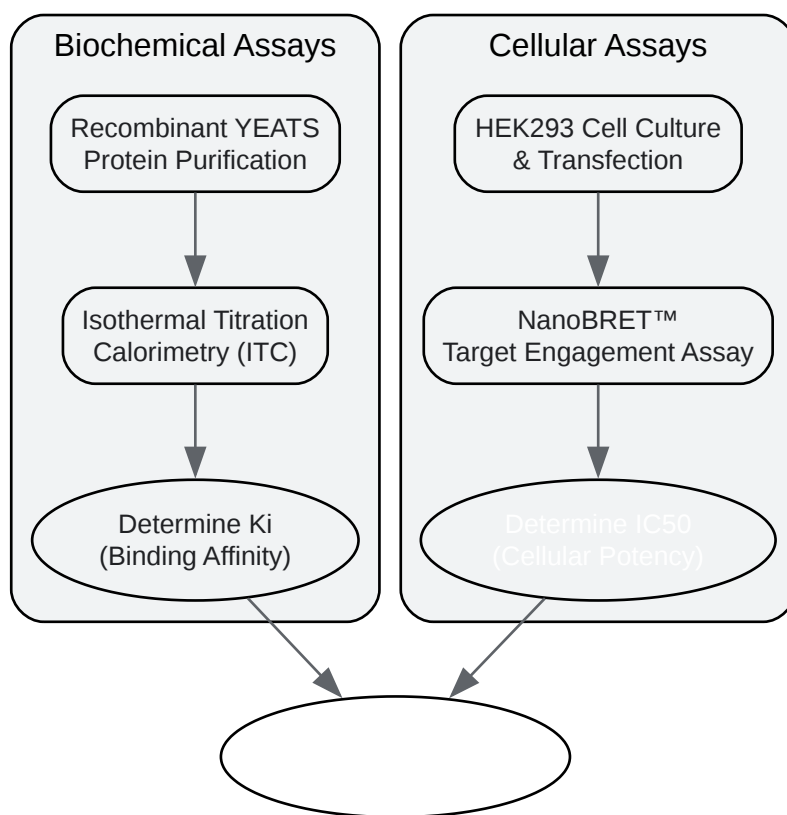 Biochemical Assays
Recombinant YEATS
Protein Purification
Isothermal Titration
Calorimetry (ITC)
Determine Ki
(Binding Affinity)
Cellular Assays
HEK293 Cell Culture
& Transfection
NanoBRET™
Target Engagement Assay
Determine IC50
(Cellular Potency)